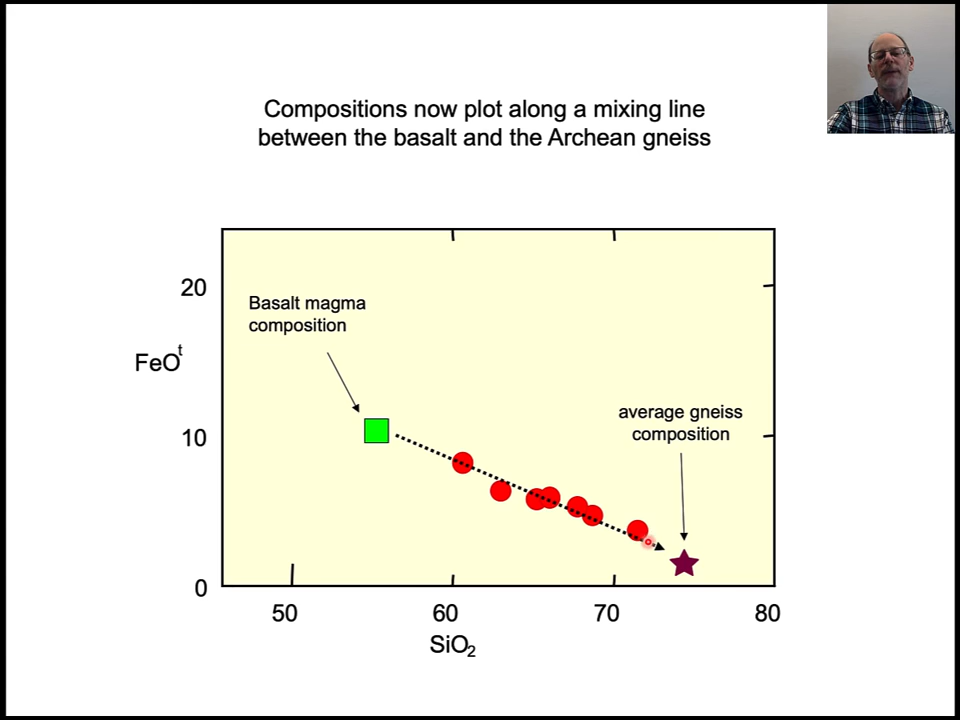 Compositions now plot along a mixing line
between the basalt and the Archean gneiss
20
Basalt magma
composition
FeOᵗ
average gneiss
composition
10
0
50 60 70 80
SiO₂